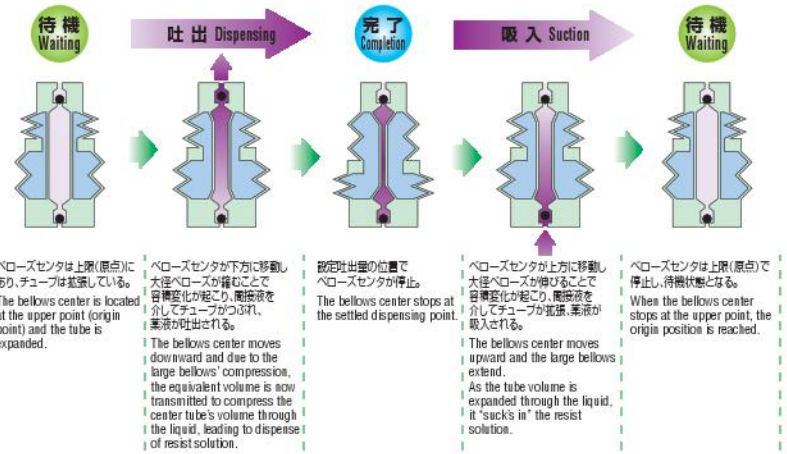 待機
Waiting
吐出 Dispensing
完了
Completion
吸入 Suction
待機
Waiting
ベローズセンタは上限(原点)に
あり、チューブは拡張している。
The bellows center is located
at the upper point (origin
point) and the tube is
expanded.
ベローズセンタが下方に移動し
大径ベローズが縮むことで
容積変化が起こり、間接液を
介してチューブがつぶれ、
薬液が吐出される。
The bellows center moves
downward and due to the
large bellows' compression,
the equivalent volume is now
transmitted to compress the
center tube's volume through
the liquid, leading to dispense
of resist solution.
設定吐出量の位置で
ベローズセンタが停止。
The bellows center stops at
the settled dispensing point.
ベローズセンタが上方に移動し
大径ベローズが伸びることで
容積変化が起こり、間接液を
介してチューブが拡張、薬液が
吸入される。
The bellows center moves
upward and the large bellows
extend.
As the tube volume is
expanded through the liquid,
it "suck's in" the resist
solution.
ベローズセンタは上限(原点)で
停止し、待機状態となる。
When the bellows center
stops at the upper point, the
origin position is reached.